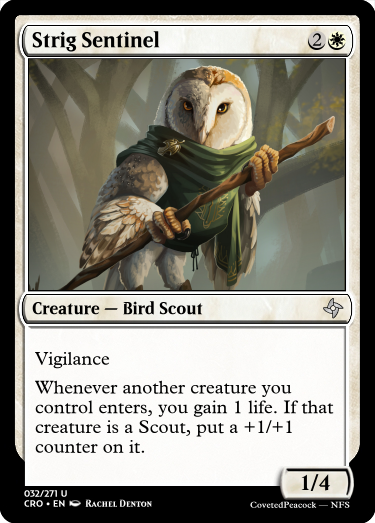 Strig Sentinel 2
Creature — Bird Scout
Vigilance
Whenever another creature you
control enters, you gain 1 life. If that
creature is a Scout, put a +1/+1
counter on it.
1/4
032/271 U
CRO • EN Rachel Denton
CovetedPeacock — NFS